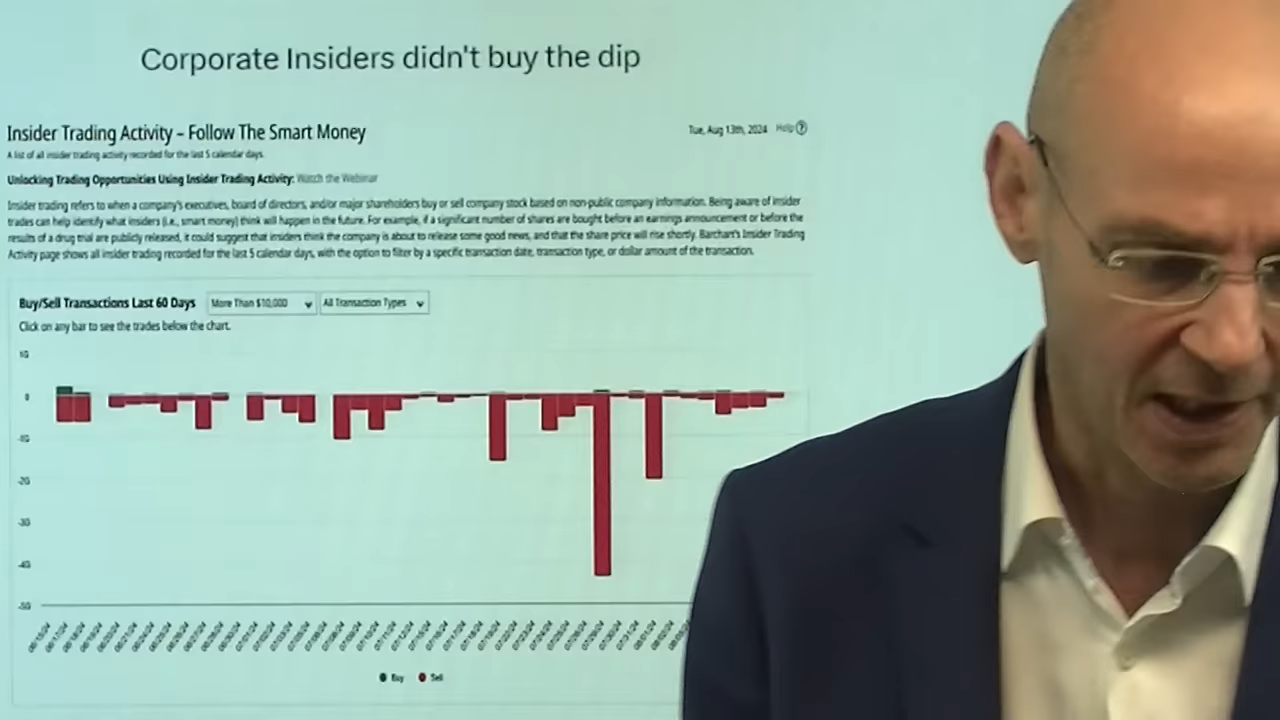 Corporate Insiders didn't buy the dip
Insider Trading Activity – Follow The Smart Money
Tue, Aug 13th, 2024 Help ?
A list of all insider trading activity recorded for the last 5 calendar days.
Unlocking Trading Opportunities Using Insider Trading Activity: Watch the Webinar
Insider trading refers to when a company's executives, board of directors, and/or major shareholders buy or sell company stock based on non-public company information. Being aware of insider
trades can help identify what insiders (i.e., smart money) think will happen in the future. For example, if a significant number of shares are bought before an earnings announcement or before the
results of a drug trial are publicly released, it could suggest that insiders think the company is about to release some good news, and that the share price will rise shortly. Barchart's Insider Trading
Activity page shows all insider trading recorded for the last 5 calendar days, with the option to filter by a specific transaction date, transaction type, or dollar amount of the transaction.
Buy/Sell Transactions Last 60 Days More Than $10,000 All Transaction Types
Click on any bar to see the trades below the chart.
1G
0
-1G
-2G
-3G
-4G
-5G
Buy Sell